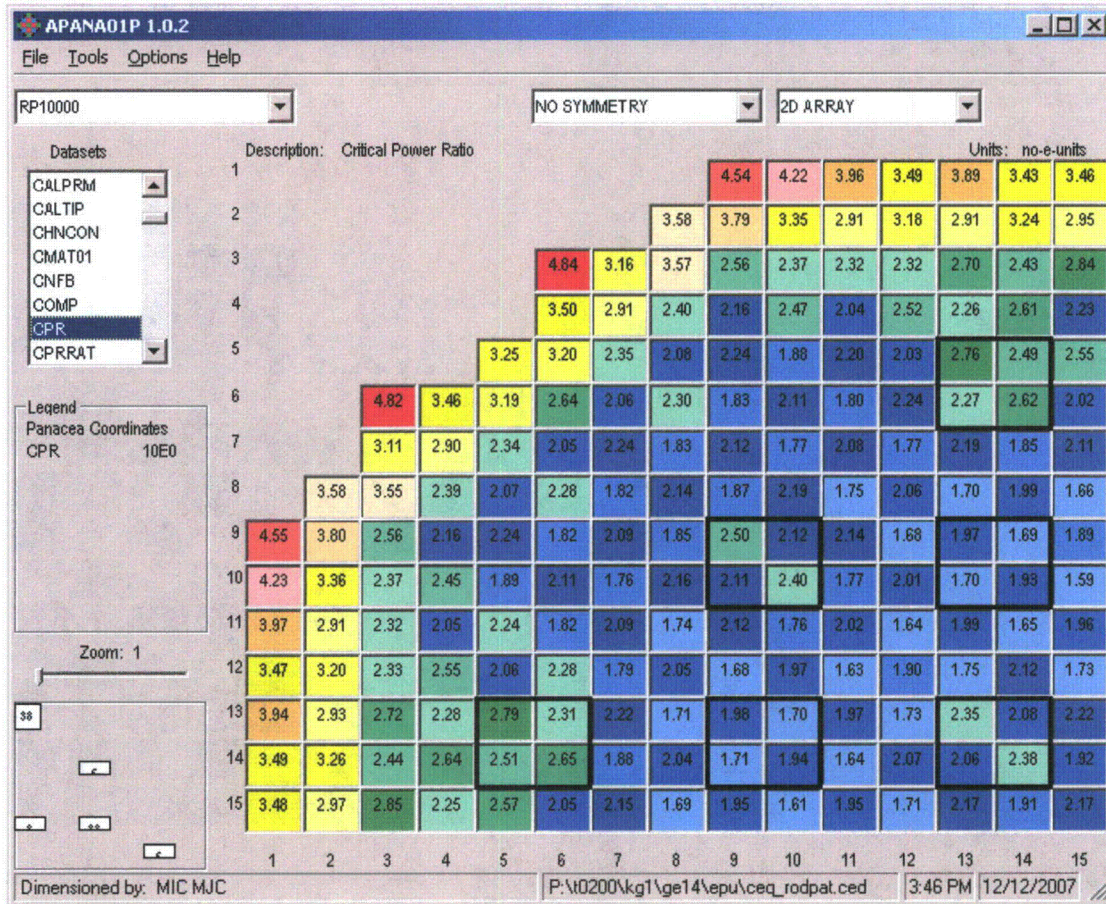 APANA01P 1.0.2
File Tools Options Help
RP10000 NO SYMMETRY 2D ARRAY
Datasets
CALPRM
CALTIP
CHNCON
CMAT01
CNFB
COMP
CPR
CPRRAT
Legend
Panacea Coordinates
CPR 10E0
Zoom: 1
38
Description: Critical Power Ratio Units: no-e-units
1 4.54 4.22 3.96 3.49 3.89 3.43 3.46
2 3.58 3.79 3.35 2.91 3.18 2.91 3.24 2.95
3 4.84 3.16 3.57 2.56 2.37 2.32 2.32 2.70 2.43 2.84
4 3.50 2.91 2.40 2.16 2.47 2.04 2.52 2.26 2.61 2.23
5 3.25 3.20 2.35 2.08 2.24 1.88 2.20 2.03 2.76 2.49 2.55
6 4.82 3.46 3.19 2.64 2.06 2.30 1.83 2.11 1.80 2.24 2.27 2.62 2.02
7 3.11 2.90 2.34 2.05 2.24 1.83 2.12 1.77 2.08 1.77 2.19 1.85 2.11
8 3.58 3.55 2.39 2.07 2.28 1.82 2.14 1.87 2.19 1.75 2.06 1.70 1.99 1.66
9 4.55 3.80 2.56 2.16 2.24 1.82 2.09 1.85 2.50 2.12 2.14 1.68 1.97 1.69 1.89
10 4.23 3.36 2.37 2.45 1.89 2.11 1.76 2.16 2.11 2.40 1.77 2.01 1.70 1.93 1.59
11 3.97 2.91 2.32 2.05 2.24 1.82 2.09 1.74 2.12 1.76 2.02 1.64 1.99 1.65 1.96
12 3.47 3.20 2.33 2.55 2.06 2.28 1.79 2.05 1.68 1.97 1.63 1.90 1.75 2.12 1.73
13 3.94 2.93 2.72 2.28 2.79 2.31 2.22 1.71 1.98 1.70 1.97 1.73 2.35 2.08 2.22
14 3.49 3.26 2.44 2.64 2.51 2.65 1.88 2.04 1.71 1.94 1.64 2.07 2.06 2.38 1.92
15 3.48 2.97 2.85 2.25 2.57 2.05 2.15 1.69 1.95 1.61 1.95 1.71 2.17 1.91 2.17
1 2 3 4 5 6 7 8 9 10 11 12 13 14 15
Dimensioned by: MIC MJC P:\t0200\kg1\ge14\epu\ceq_rodpat.ced 3:46 PM 12/12/2007